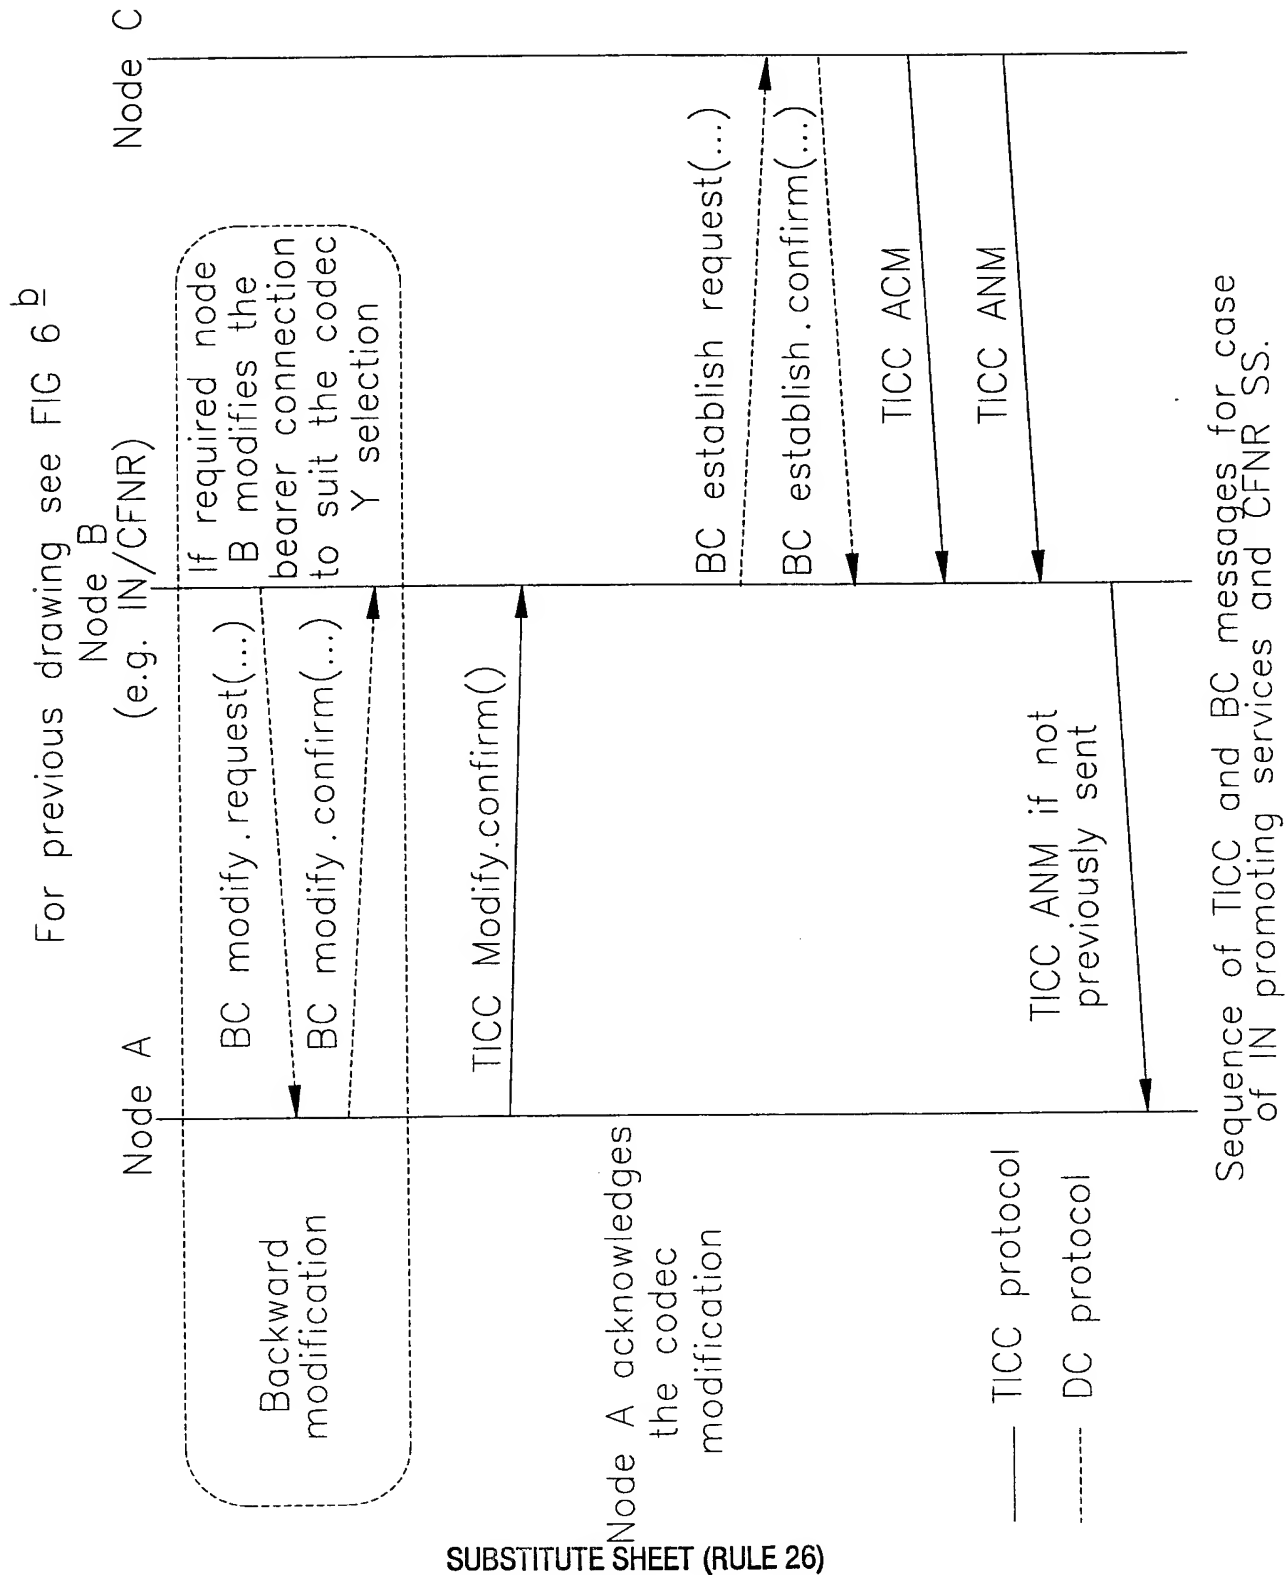 For previous drawing see FIG 6b
Node A
Node B
(e.g. IN/CFNR)
Node C
Backward
modification
BC modify.request(...)
BC modify.confirm(...)
If required node
B modifies the
bearer connection
to suit the codec
Y selection
TICC Modify.confirm()
Node A acknowledges
the codec
modification
BC establish request(...)
BC establish.confirm(...)
TICC ACM
TICC ANM
TICC ANM if not
previously sent
TICC protocol
DC protocol
Sequence of TICC and BC messages for case
of IN promoting services and CFNR SS.
SUBSTITUTE SHEET (RULE 26)